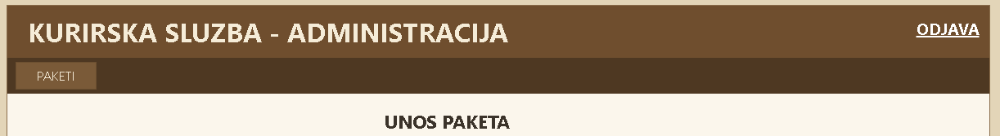 KURIRSKA SLUZBA - ADMINISTRACIJA
ODJAVA
PAKETI
UNOS PAKETA